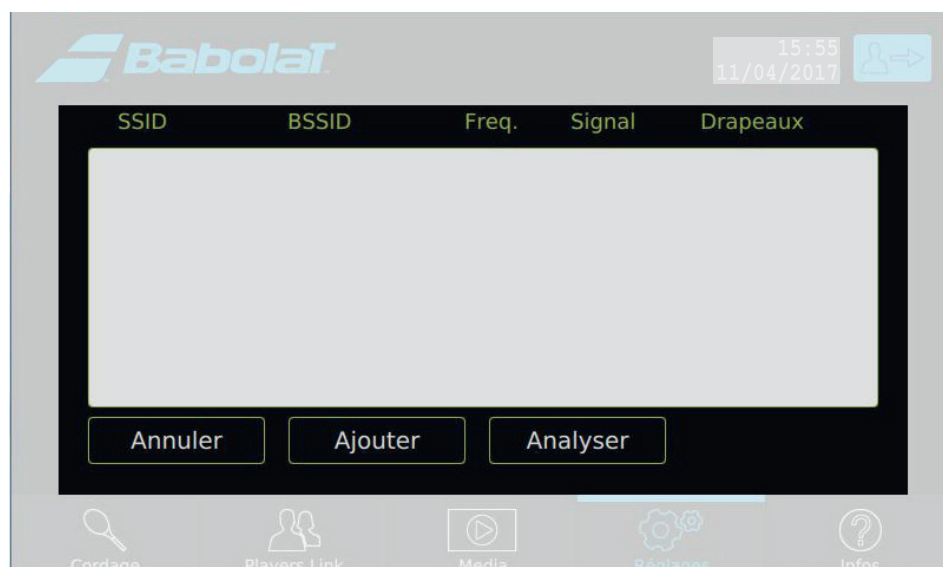 BabolaT
15:55
11/04/2017
SSID BSSID Freq. Signal Drapeaux
Annuler Ajouter Analyser
Cordage Players Link Media Réglages Infos